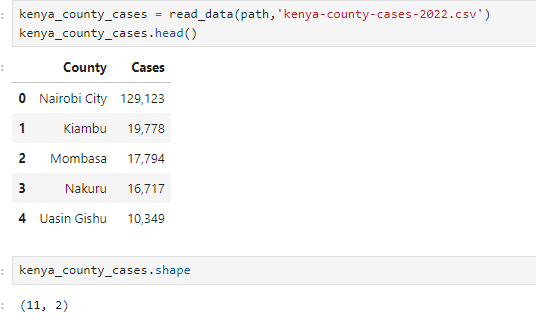 kenya_county_cases = read_data(path,'kenya-county-cases-2022.csv')
kenya_county_cases.head()
County Cases
0 Nairobi City 129,123
1 Kiambu 19,778
2 Mombasa 17,794
3 Nakuru 16,717
4 Uasin Gishu 10,349
kenya_county_cases.shape
(11, 2)